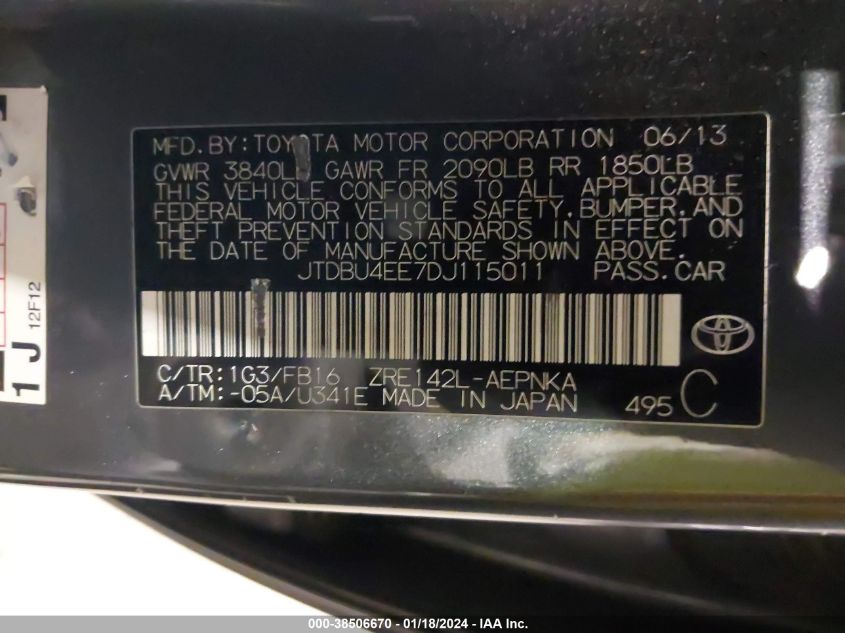 MFD.BY:TOYOTA MOTOR CORPORATION 06/13
GVWR 3840LB GAWR FR 2090LB RR 1850LB
THIS VEHICLE CONFORMS TO ALL APPLICABLE
FEDERAL MOTOR VEHICLE SAFETY,BUMPER,AND
THEFT PREVENTION STANDARDS IN EFFECT ON
THE DATE OF MANUFACTURE SHOWN ABOVE.
JTDBU4EE7DJ115011 PASS.CAR
C/TR:1G3/FB16 ZRE142L-AEPNKA
A/TM:-05A/U341E MADE IN JAPAN 495 C
1J
12F12
000-38506670 - 01/18/2024 - IAA Inc.